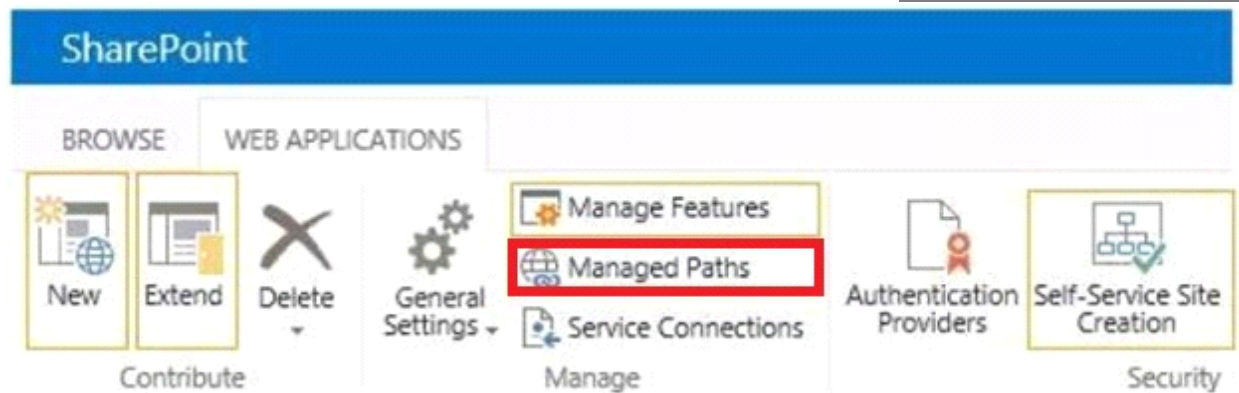 SharePoint
BROWSE WEB APPLICATIONS
New
Extend
Delete
General
Settings
Manage Features
Managed Paths
Service Connections
Authentication
Providers
Self-Service Site
Creation
Contribute
Manage
Security